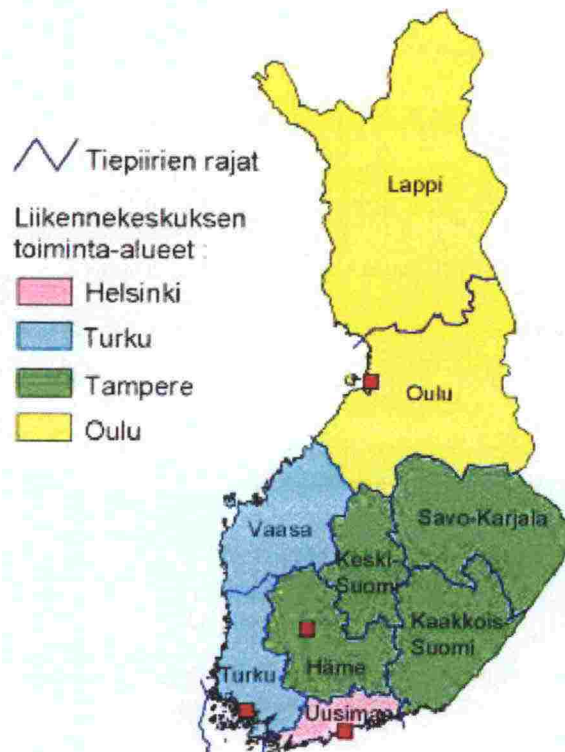 Tiepiirien rajat
Liikennekeskuksen
toiminta-alueet :
Helsinki
Turku
Tampere
Oulu
Lappi
Oulu
Vaasa
Savo-Karjala
Keski-
Suomi
Kaakkois-
Suomi
Häme
Turku
Uusimaa